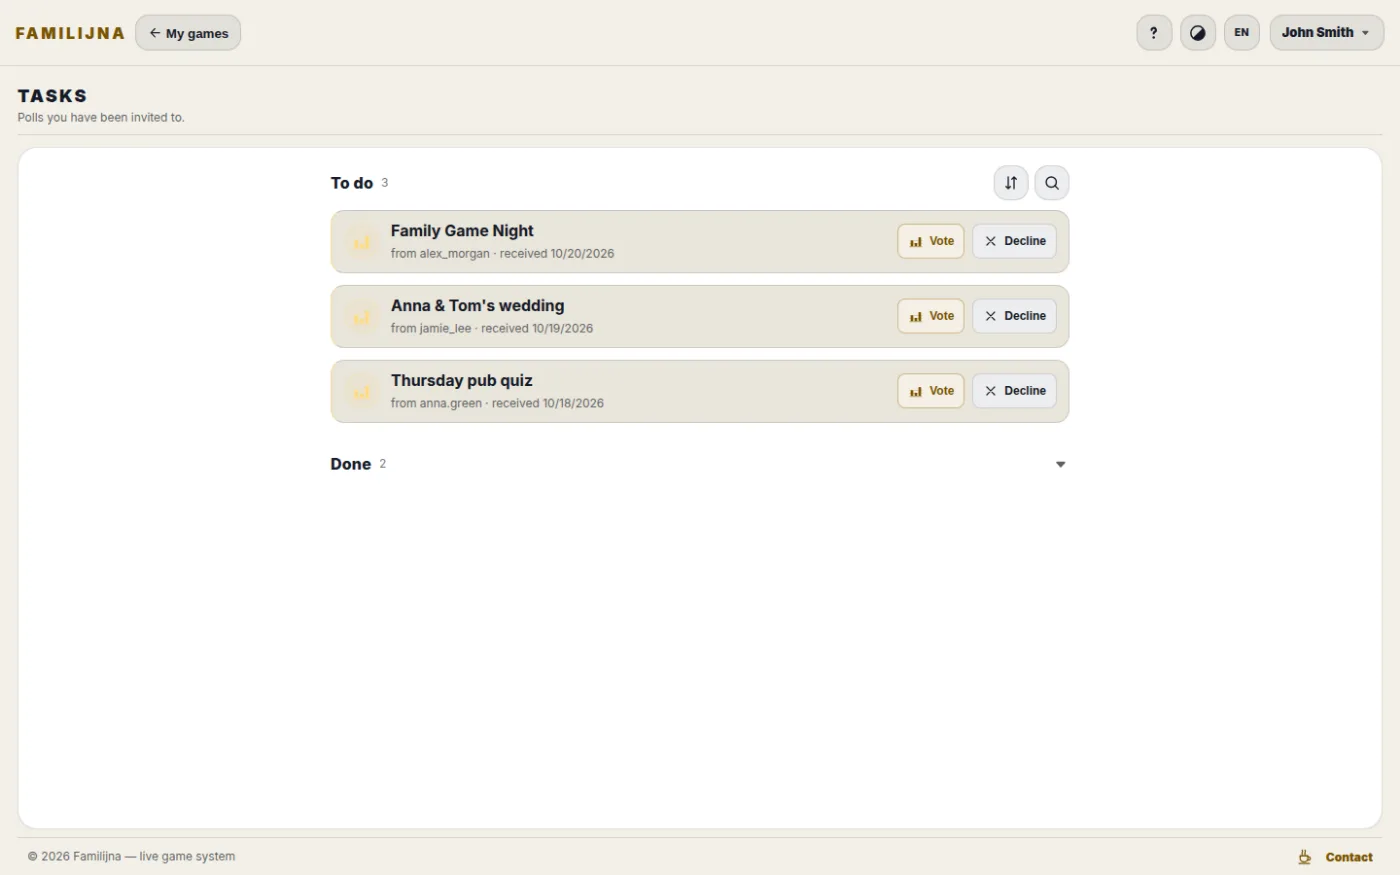 FAMILIJNA
← My games
?
EN
John Smith
TASKS
Polls you have been invited to.
To do 3
Family Game Night
from alex_morgan · received 10/20/2026
Vote
Decline
Anna & Tom's wedding
from jamie_lee · received 10/19/2026
Vote
Decline
Thursday pub quiz
from anna.green · received 10/18/2026
Vote
Decline
Done 2
© 2026 Familijna — live game system
Contact